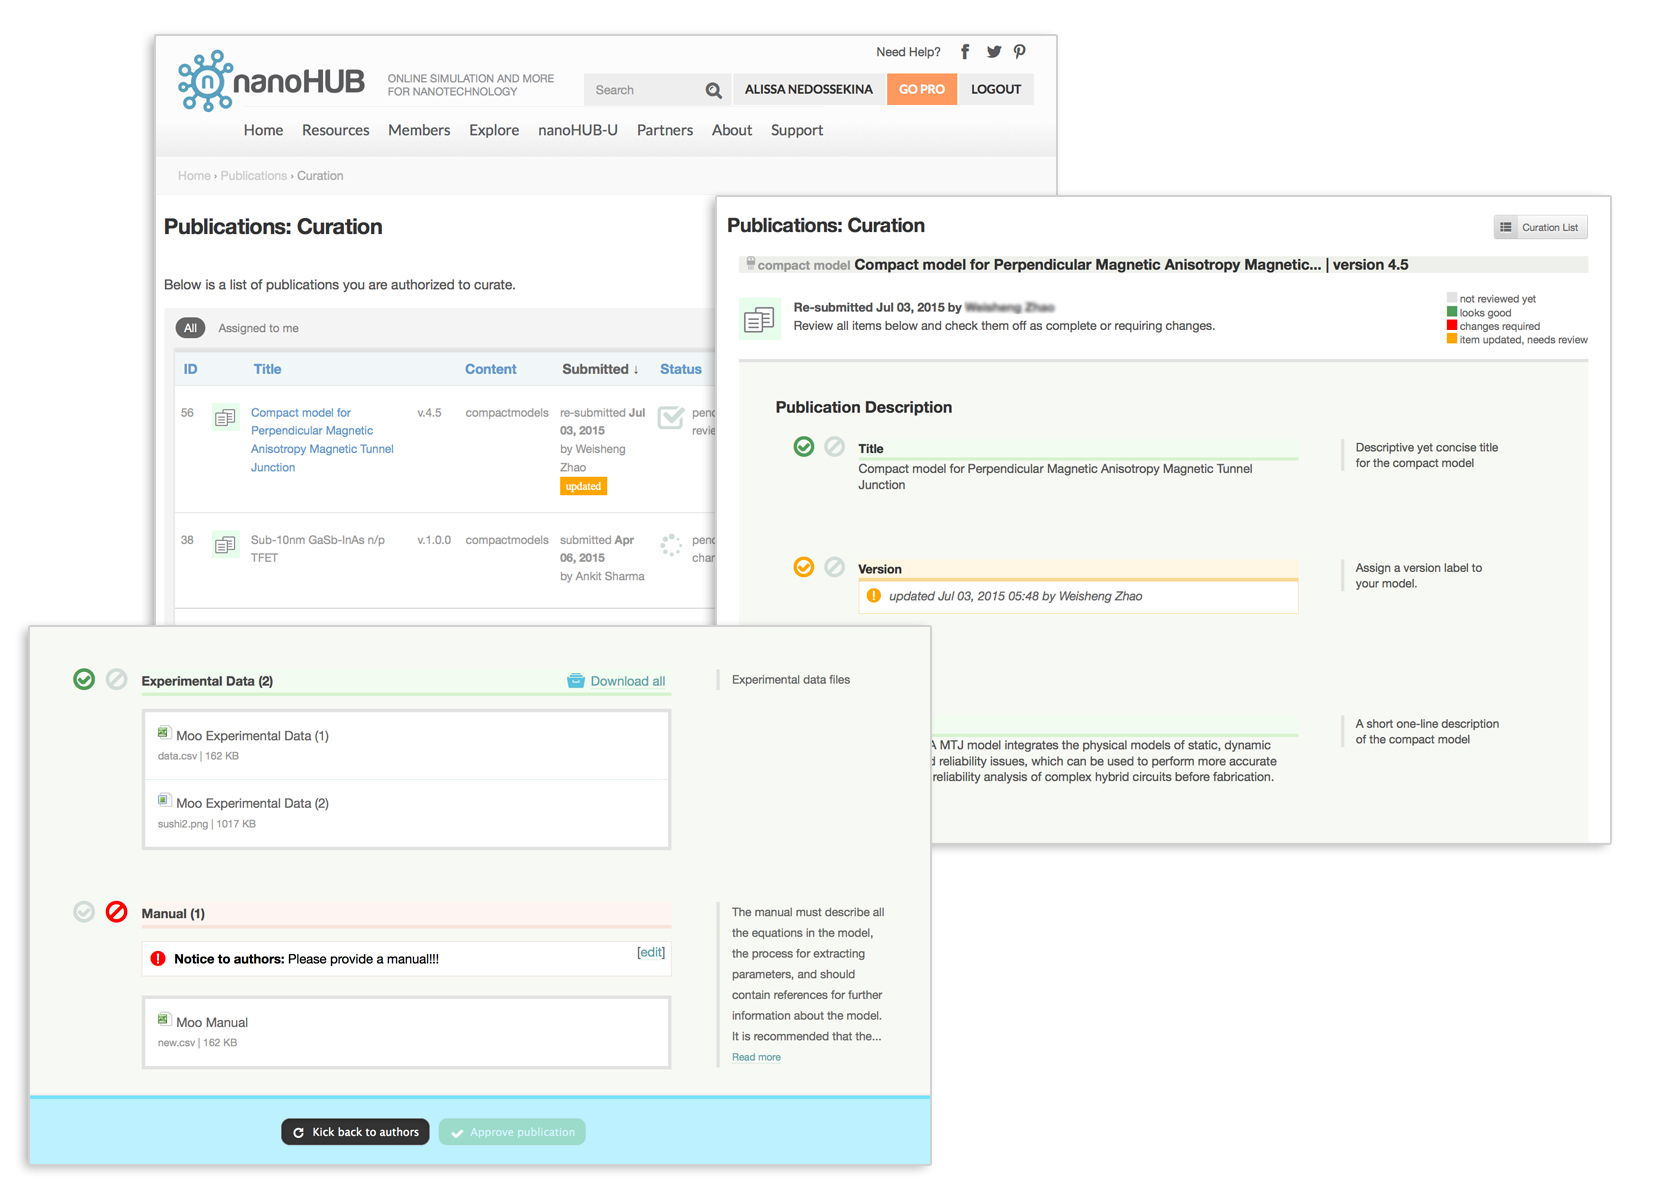 Need Help?
nanoHUB
ONLINE SIMULATION AND MORE
FOR NANOTECHNOLOGY
Search
ALISSA NEDOSSEKINA
GO PRO
LOGOUT
Home Resources Members Explore nanoHUB-U Partners About Support
Home › Publications › Curation
Publications: Curation
Below is a list of publications you are authorized to curate.
All Assigned to me
ID Title Content Submitted ↓ Status
56
Compact model for
Perpendicular Magnetic
Anisotropy Magnetic Tunnel
Junction
v.4.5
compactmodels
re-submitted Jul
03, 2015
by Weisheng
Zhao
updated
38
Sub-10nm GaSb-InAs n/p
TFET
v.1.0.0
compactmodels
submitted Apr
06, 2015
by Ankit Sharma
Publications: Curation
Curation List
compact model Compact model for Perpendicular Magnetic Anisotropy Magnetic... | version 4.5
Re-submitted Jul 03, 2015 by
Review all items below and check them off as complete or requiring changes.
not reviewed yet
looks good
changes required
item updated, needs review
Publication Description
Title
Compact model for Perpendicular Magnetic Anisotropy Magnetic Tunnel
Junction
Descriptive yet concise title
for the compact model
Version
updated Jul 03, 2015 05:48 by Weisheng Zhao
Assign a version label to
your model.
MTJ model integrates the physical models of static, dynamic
reliability issues, which can be used to perform more accurate
reliability analysis of complex hybrid circuits before fabrication.
A short one-line description
of the compact model
Experimental Data (2)
Download all
Experimental data files
Moo Experimental Data (1)
data.csv | 162 KB
Moo Experimental Data (2)
sushi2.png | 1017 KB
Manual (1)
Notice to authors: Please provide a manual!!!
[edit]
Moo Manual
new.csv | 162 KB
The manual must describe all
the equations in the model,
the process for extracting
parameters, and should
contain references for further
information about the model.
It is recommended that the...
Read more
Kick back to authors
Approve publication